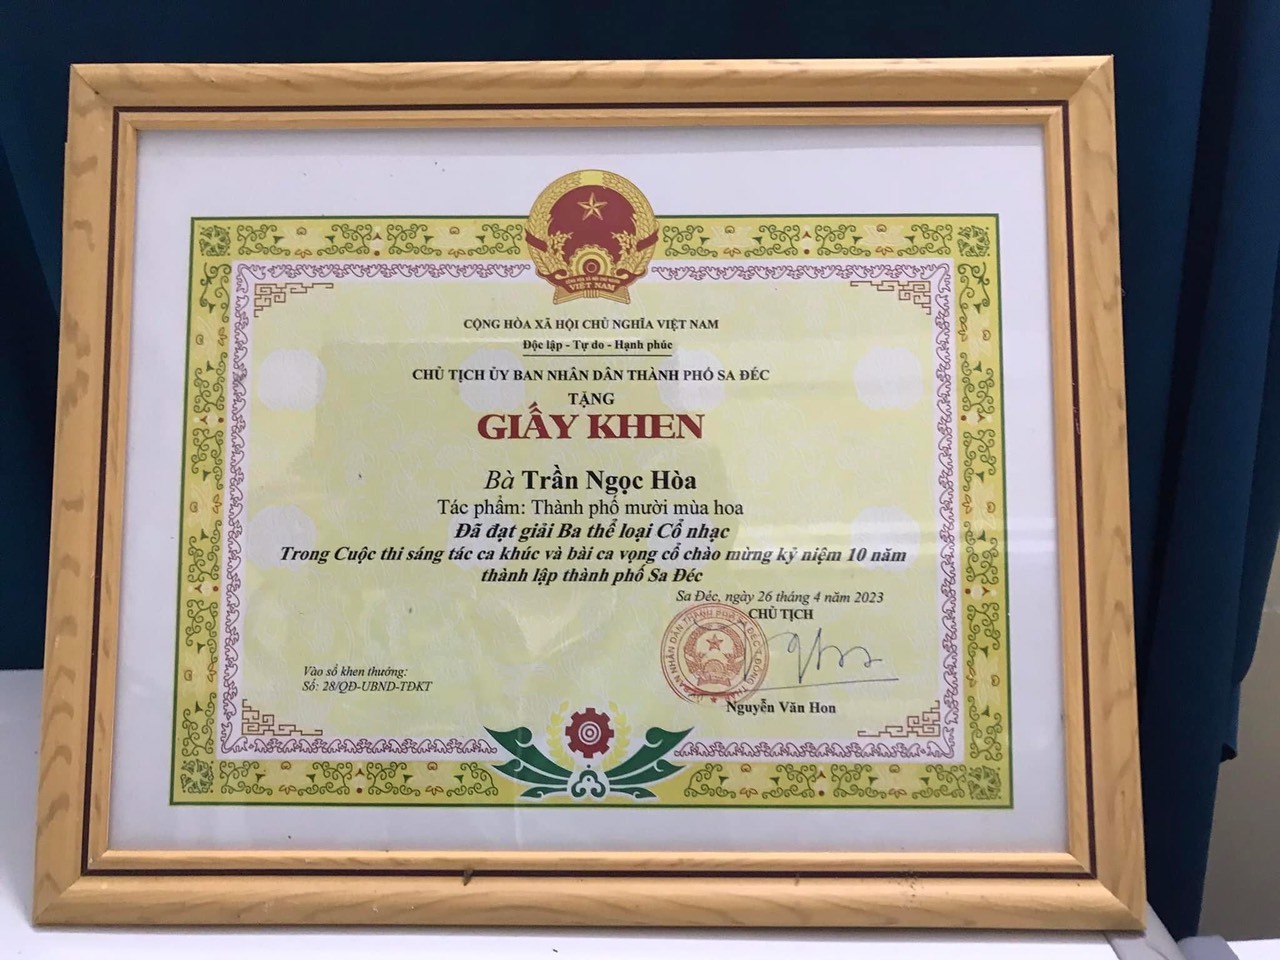 VIỆT NAM
CỘNG HÒA XÃ HỘI CHỦ NGHĨA VIỆT NAM
Độc lập - Tự do - Hạnh phúc
CHỦ TỊCH ỦY BAN NHÂN DÂN THÀNH PHỐ SA ĐÉC
TẶNG
GIẤY KHEN
Bà Trần Ngọc Hòa
Tác phẩm: Thành phố mười mùa hoa
Đã đạt giải Ba thể loại Cổ nhạc
Trong Cuộc thi sáng tác ca khúc và bài ca vọng cổ chào mừng kỷ niệm 10 năm
thành lập thành phố Sa Đéc
Sa Đéc, ngày 26 tháng 4 năm 2023
CHỦ TỊCH
Nguyễn Văn Hon
Vào sổ khen thưởng:
Số: 28/QĐ-UBND-TĐKT